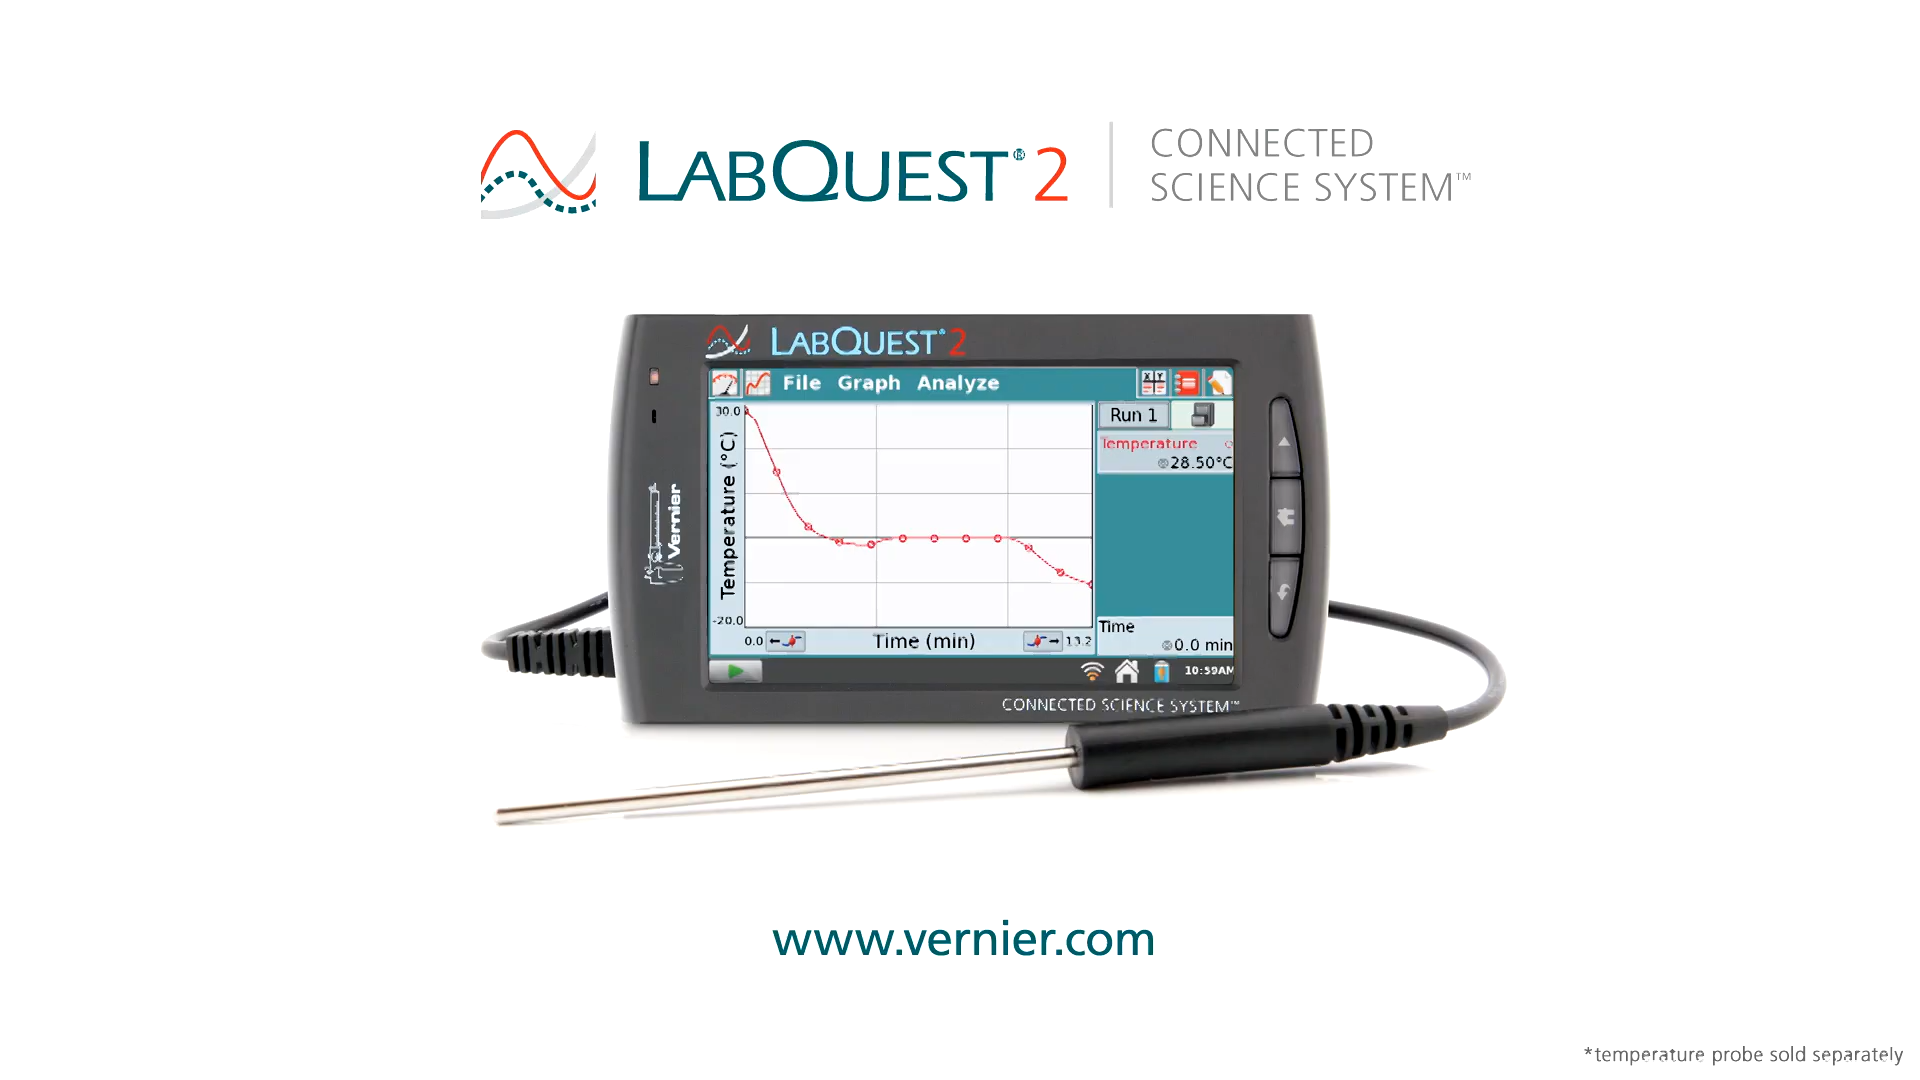 LABQUEST® 2
CONNECTED
SCIENCE SYSTEM™
LABQUEST® 2
File Graph Analyze
X Y
30.0
Run 1
Temperature
28.50°C
Temperature (°C)
Vernier
-20.0
Time
0.0
Time (min)
13.2
0.0 min
10:59AM
CONNECTED SCIENCE SYSTEM™
www.vernier.com
*temperature probe sold separately